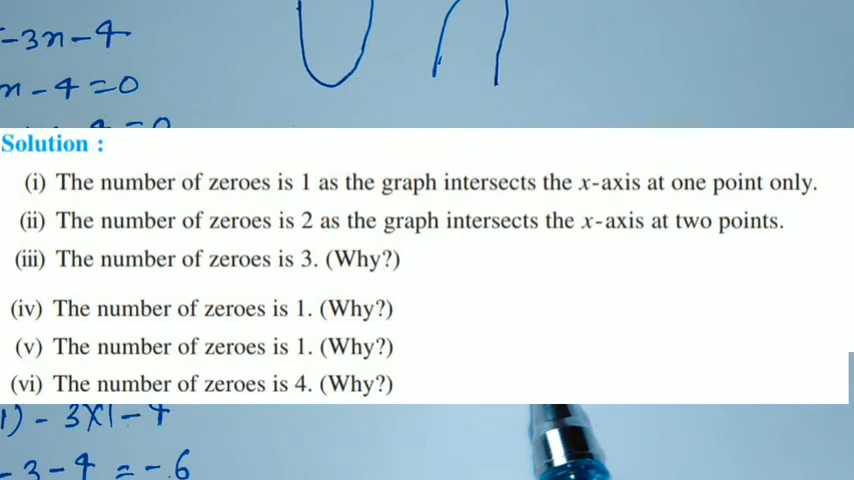 -3x-4
x-4=0
Solution :
(i) The number of zeroes is 1 as the graph intersects the x-axis at one point only.
(ii) The number of zeroes is 2 as the graph intersects the x-axis at two points.
(iii) The number of zeroes is 3. (Why?)
(iv) The number of zeroes is 1. (Why?)
(v) The number of zeroes is 1. (Why?)
(vi) The number of zeroes is 4. (Why?)
1) - 3X1-4
-3-4 = -6